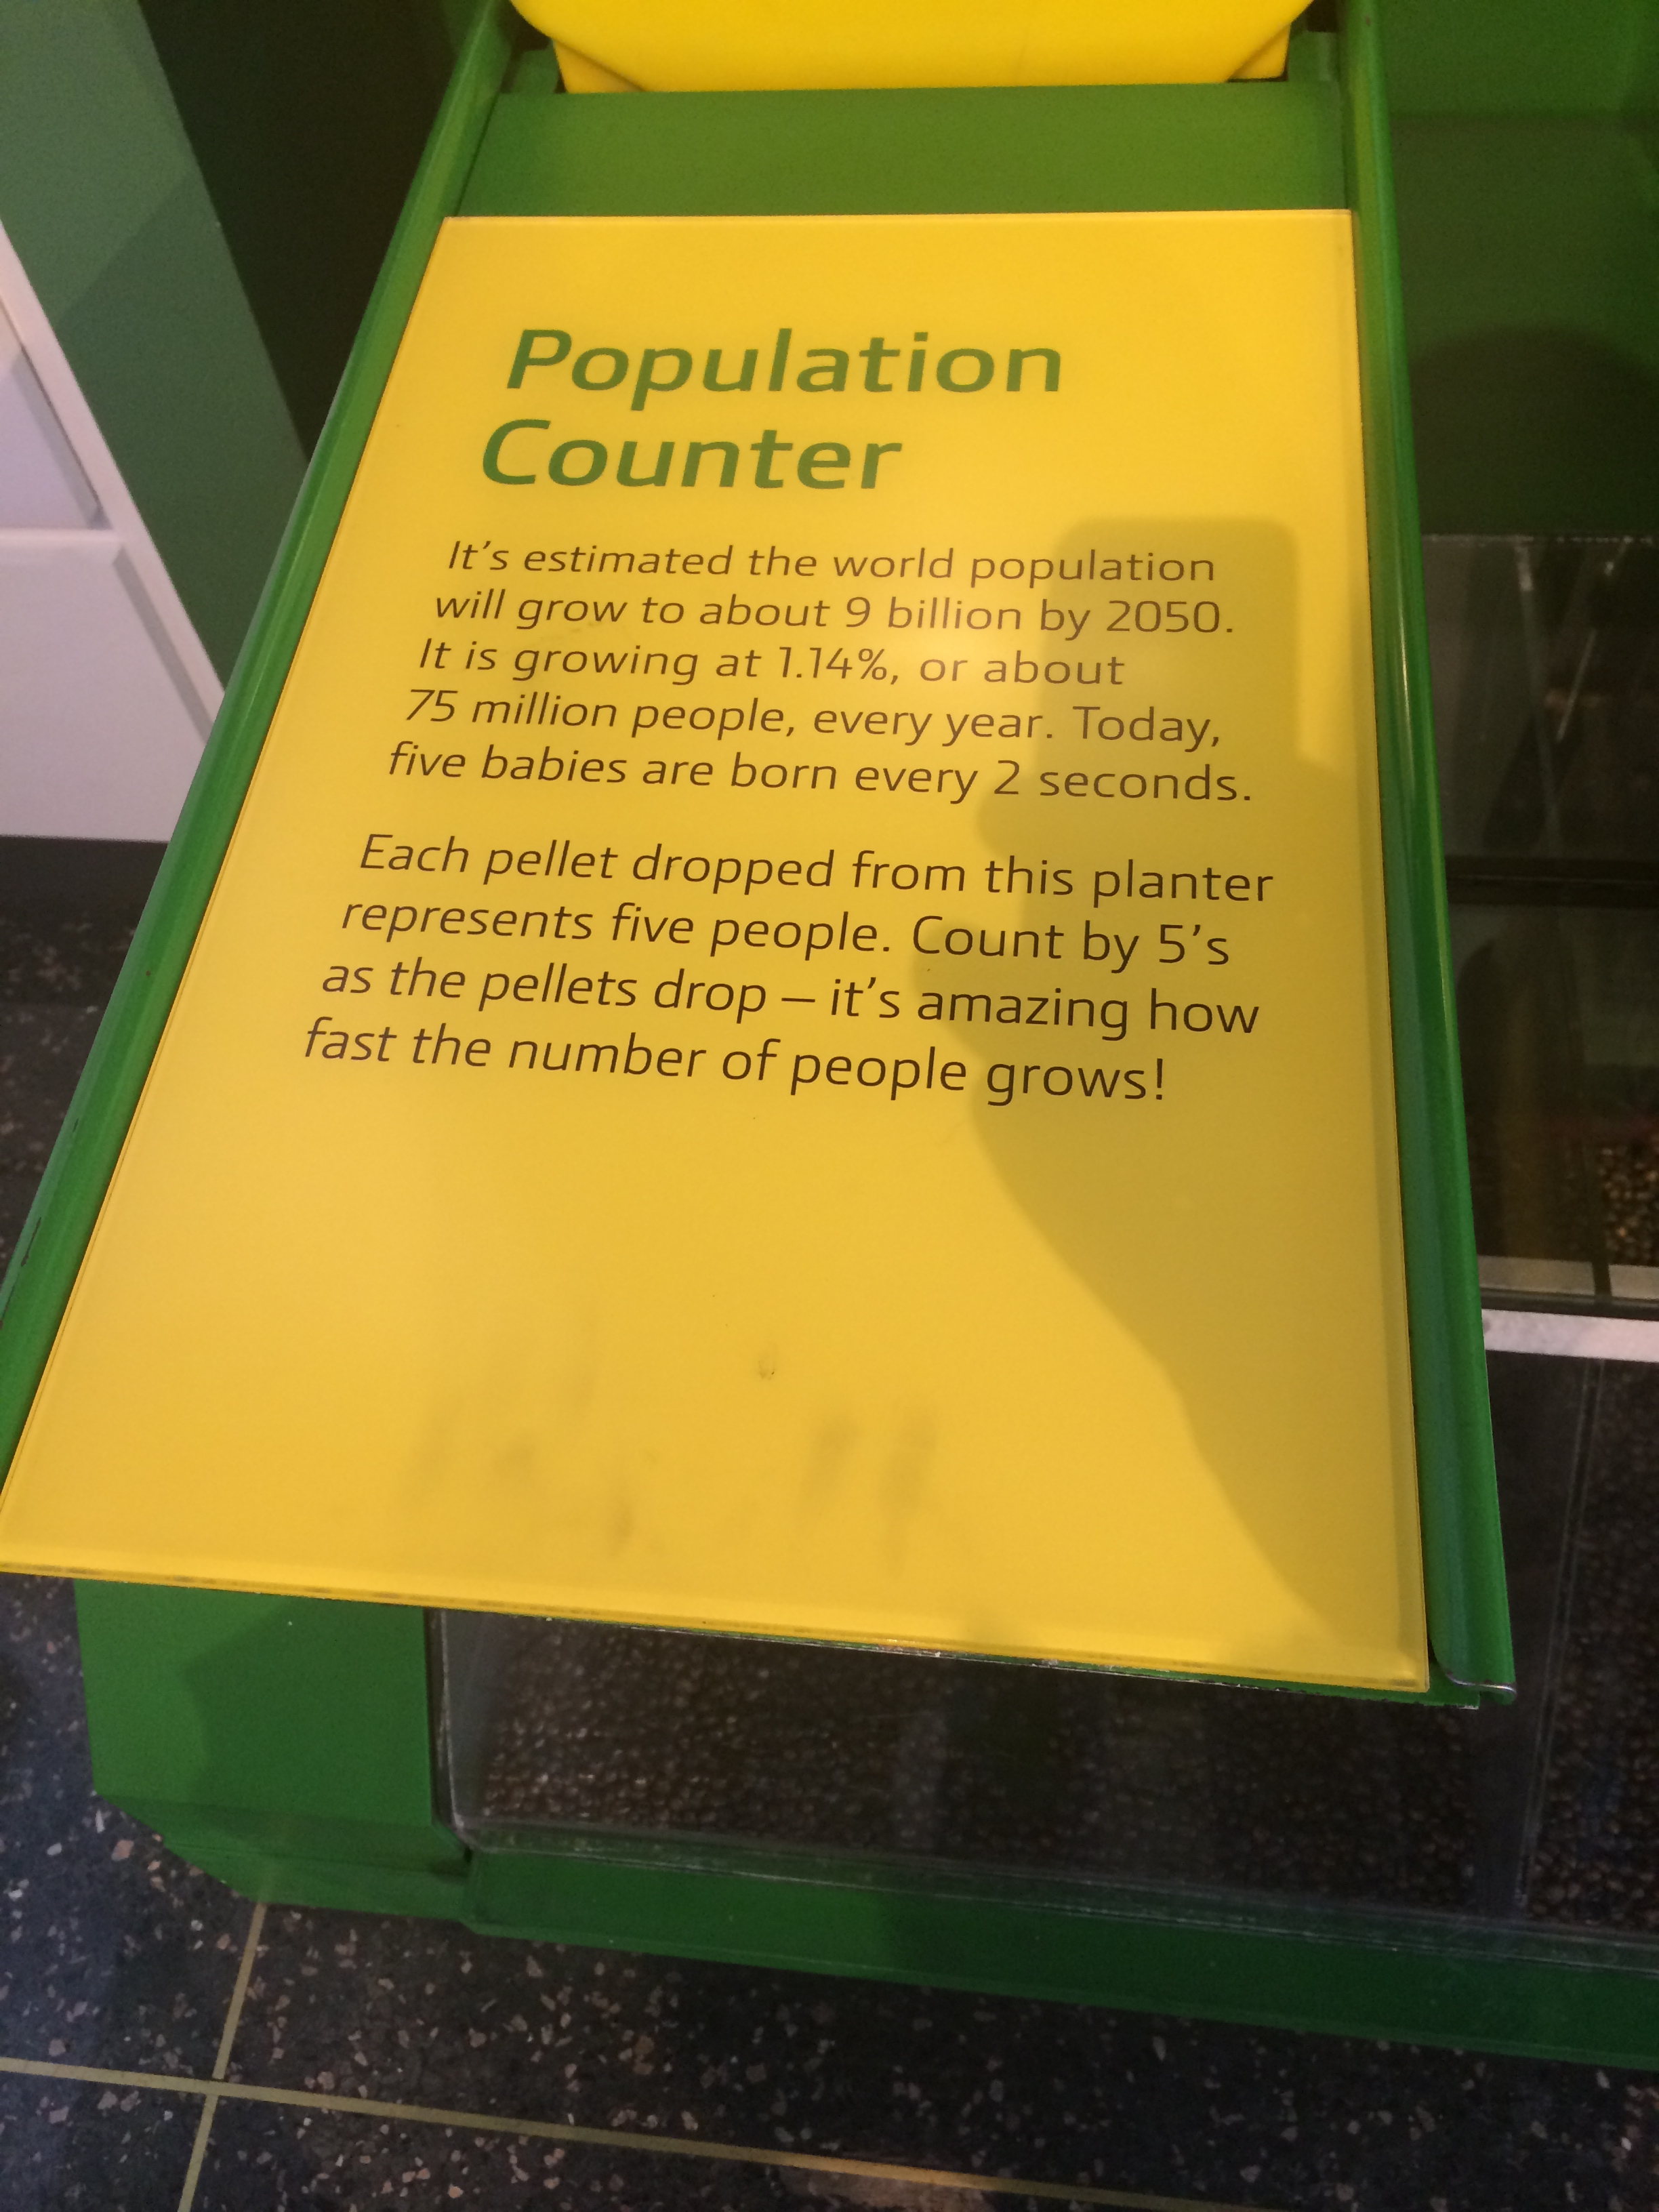 Population
Counter
It's estimated the world population
will grow to about 9 billion by 2050.
It is growing at 1.14%, or about
75 million people, every year. Today,
five babies are born every 2 seconds.
Each pellet dropped from this planter
represents five people. Count by 5's
as the pellets drop – it's amazing how
fast the number of people grows!